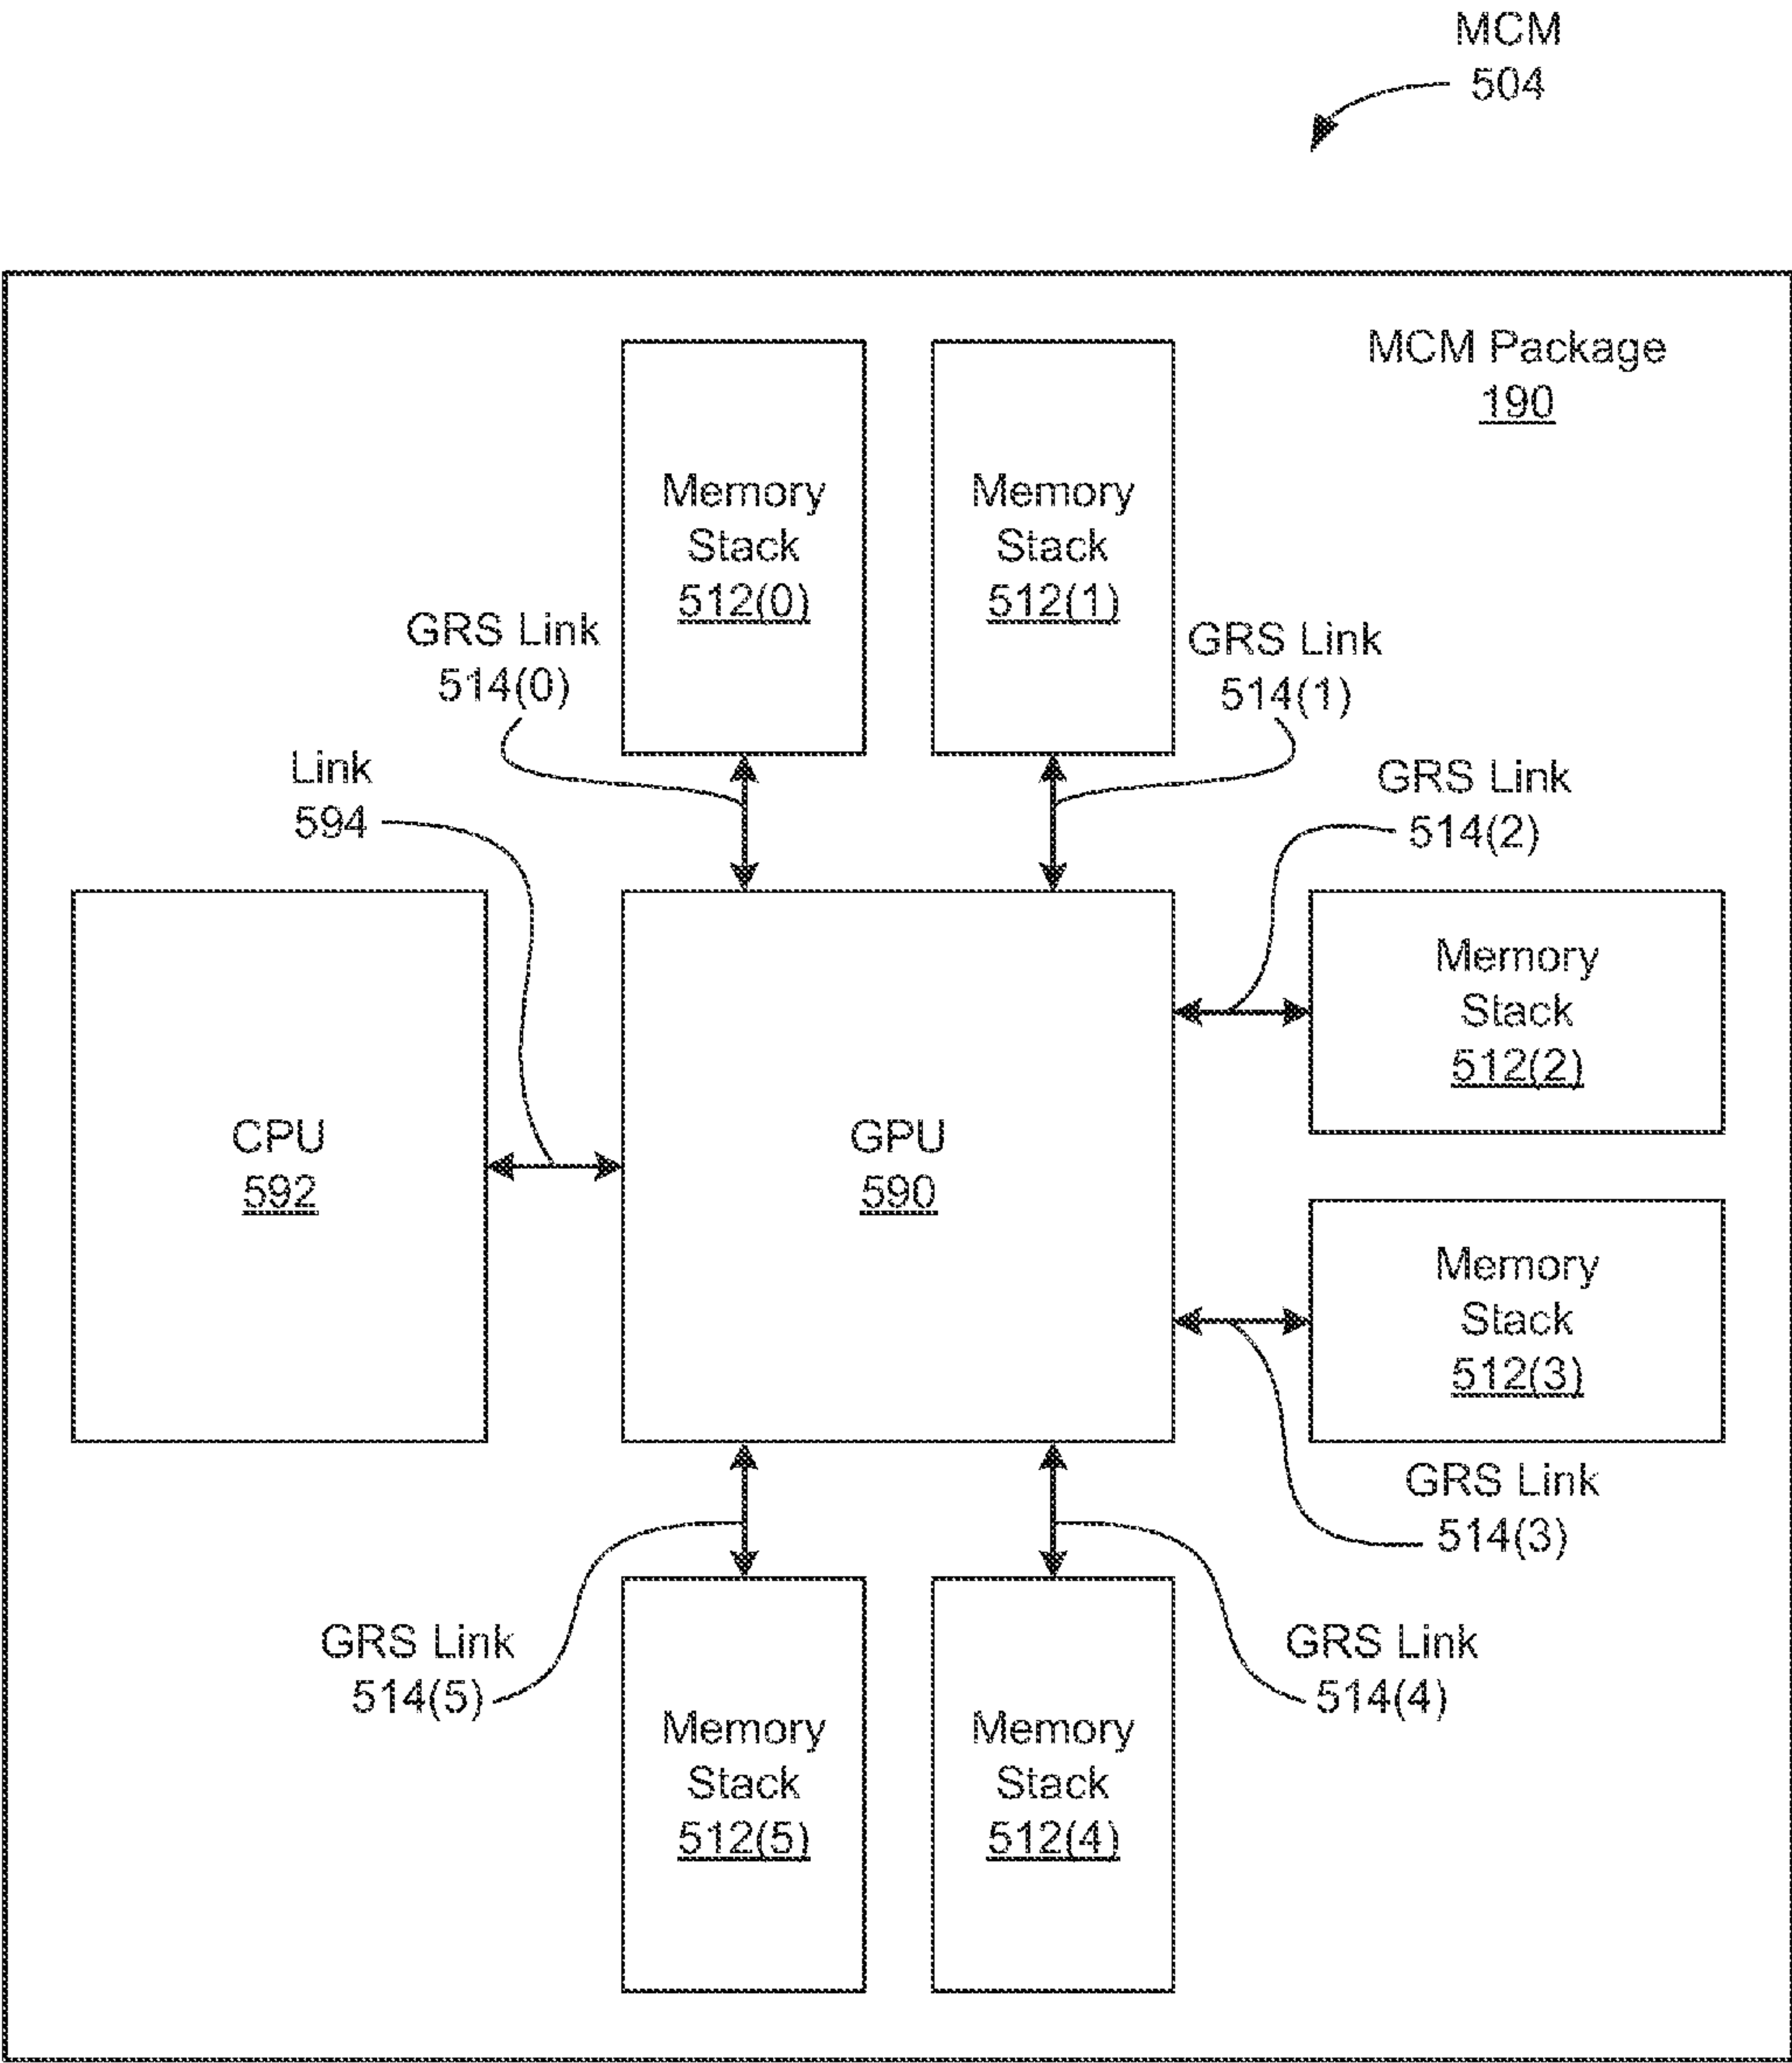 MCM
504
MCM Package
190
Memory
Stack
512(0)
Memory
Stack
512(1)
GRS Link
514(0)
GRS Link
514(1)
Link
594
GRS Link
514(2)
CPU
592
GPU
590
Memory
Stack
512(2)
Memory
Stack
512(3)
GRS Link
514(3)
GRS Link
514(5)
GRS Link
514(4)
Memory
Stack
512(5)
Memory
Stack
512(4)